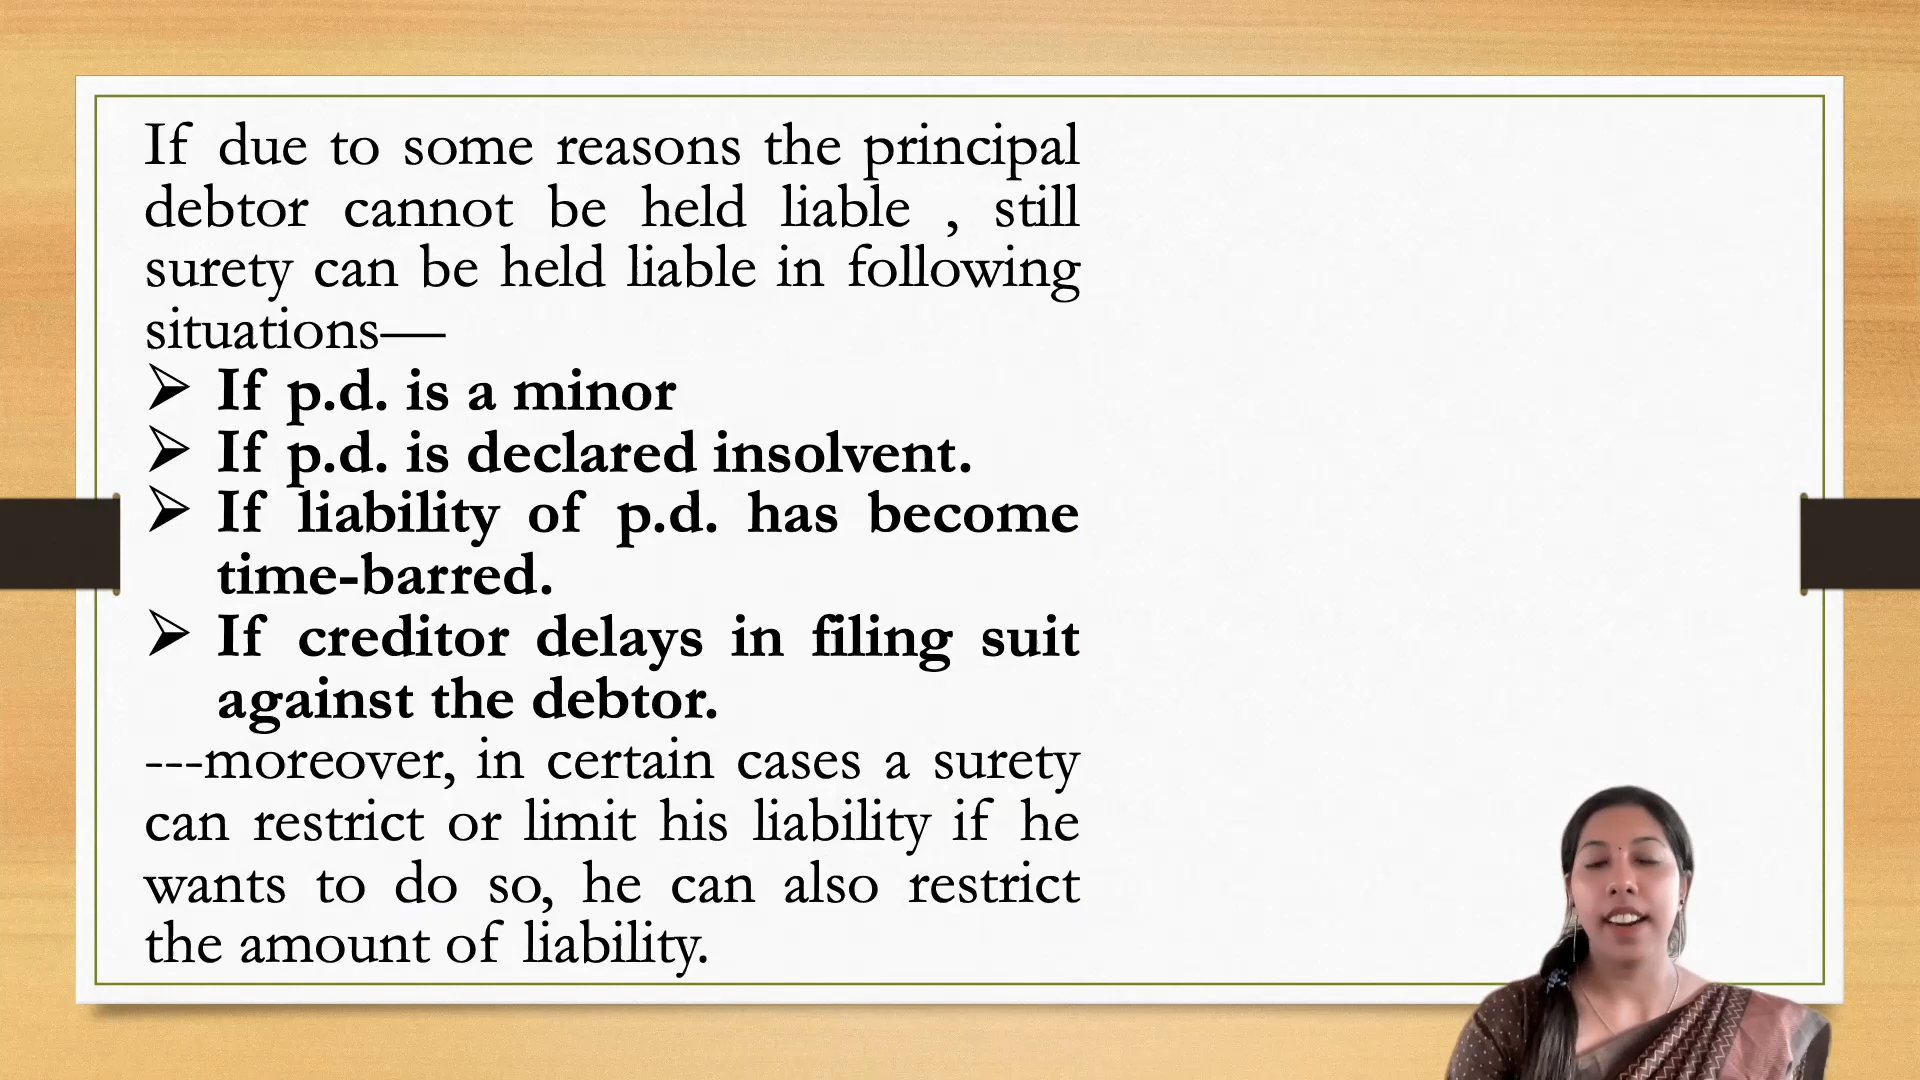 If due to some reasons the principal
debtor cannot be held liable , still
surety can be held liable in following
situations—
➢ If p.d. is a minor
➢ If p.d. is declared insolvent.
➢ If liability of p.d. has become
time-barred.
➢ If creditor delays in filing suit
against the debtor.
---moreover, in certain cases a surety
can restrict or limit his liability if he
wants to do so, he can also restrict
the amount of liability.